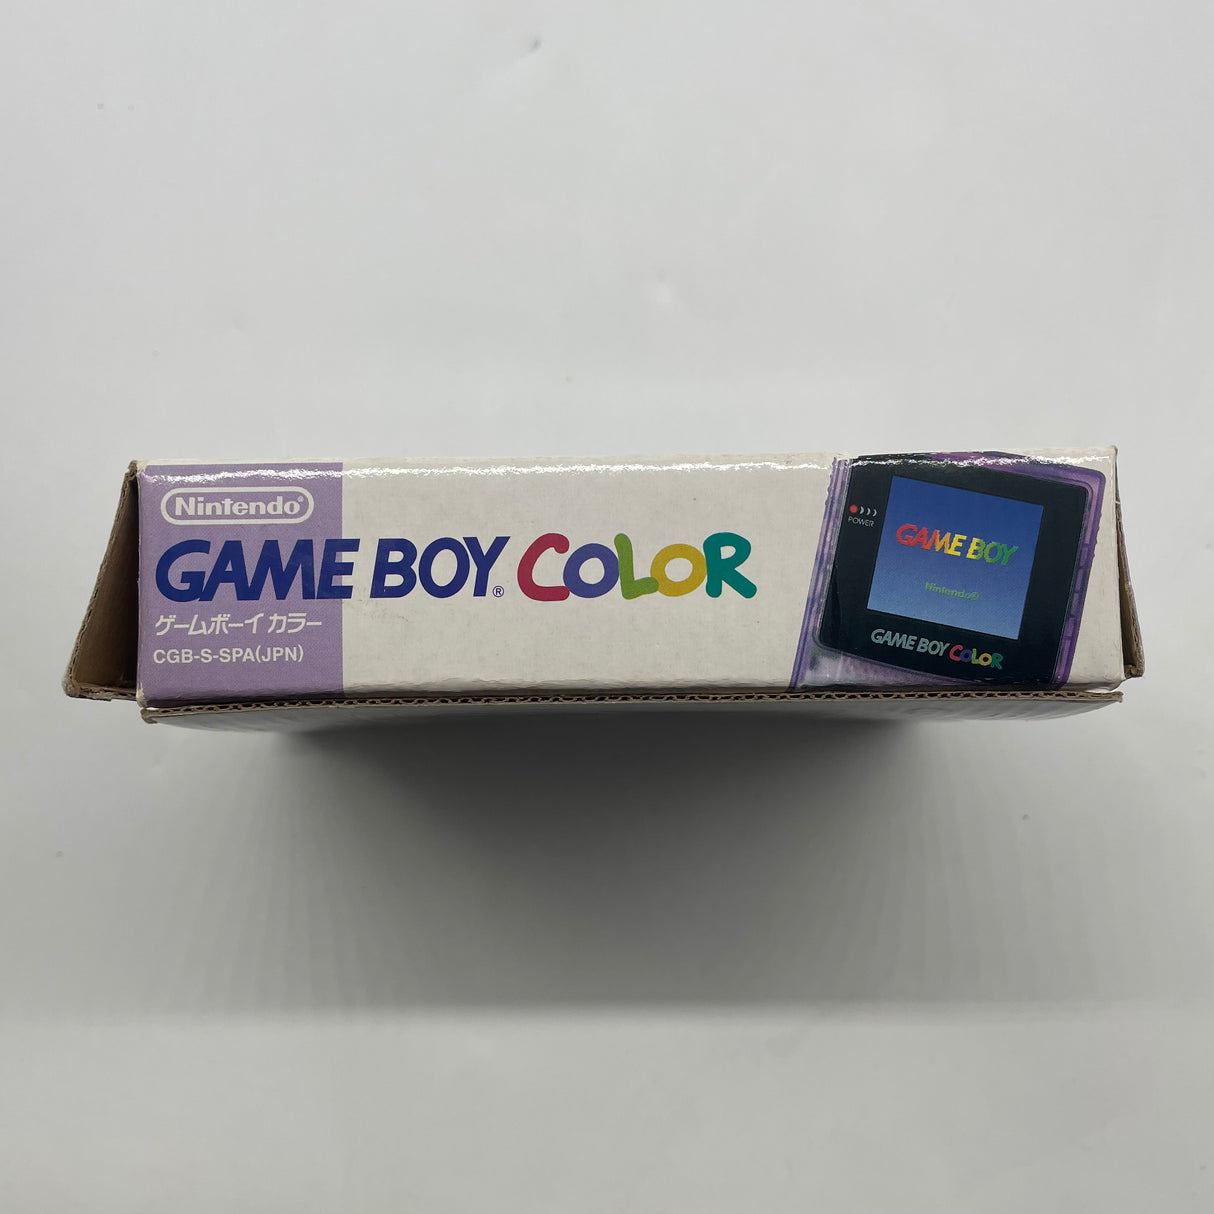 Nintendo®
GAME BOY® COLOR
ゲームボーイ カラー
CGB-S-SPA(JPN)
POWER
GAME BOY
Nintendo®
GAME BOY COLOR